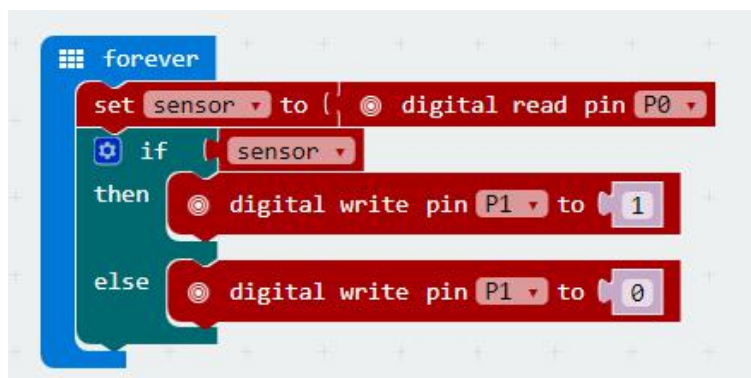 forever
set sensor to digital read pin P0
if sensor
then digital write pin P1 to 1
else digital write pin P1 to 0